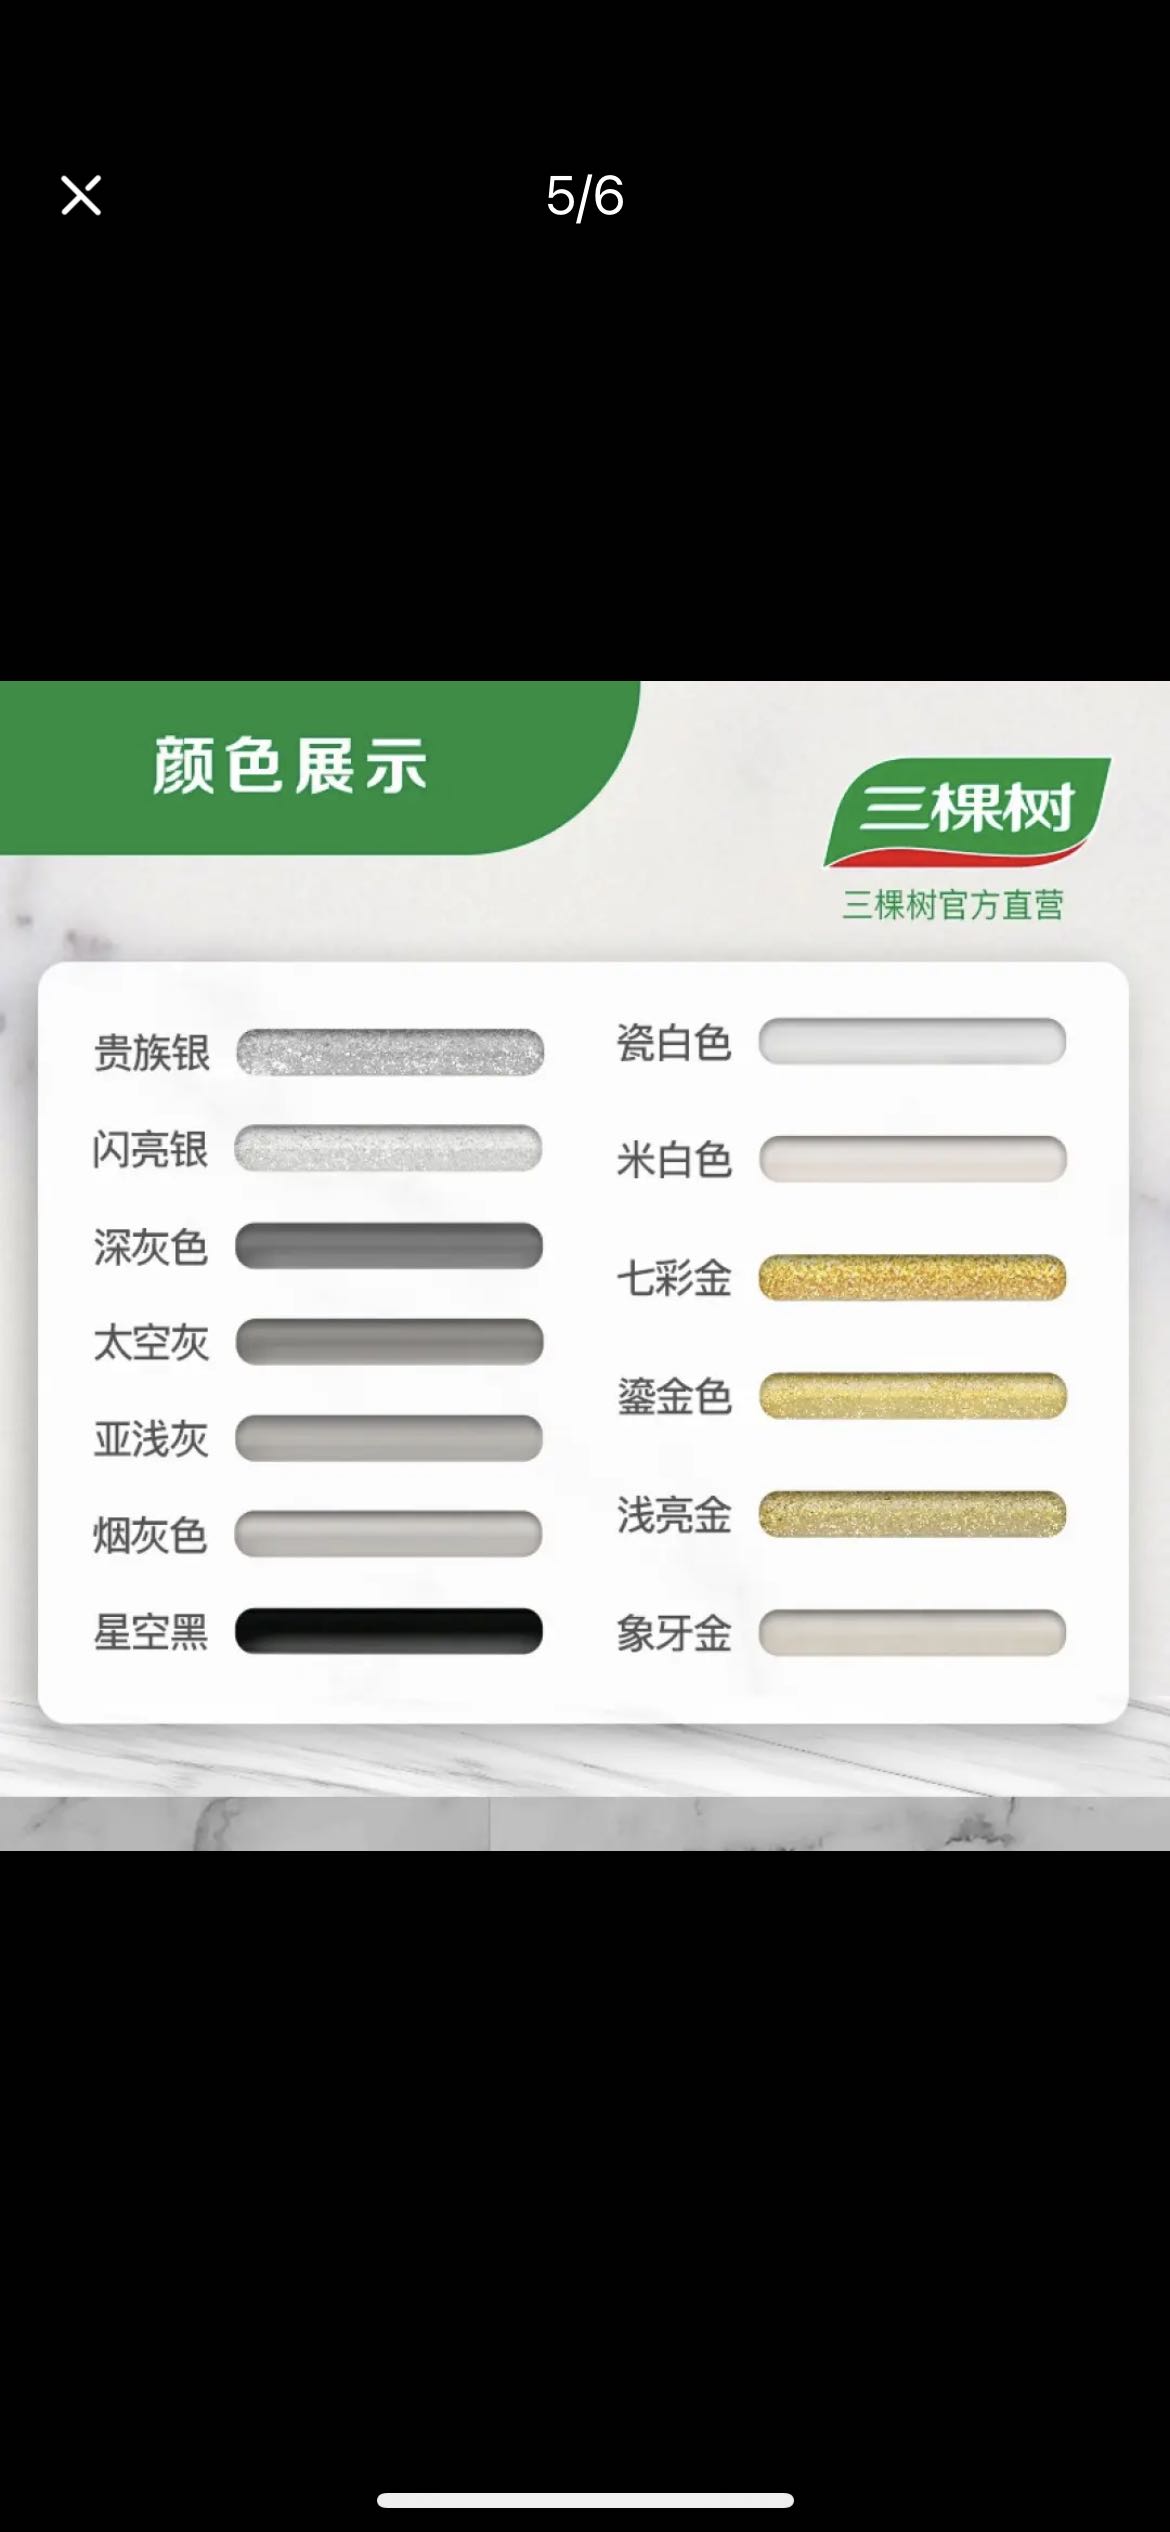 5/6
颜色展示
三棵树
三棵树官方直营
贵族银
闪亮银
深灰色
太空灰
亚浅灰
烟灰色
星空黑
瓷白色
米白色
七彩金
鎏金色
浅亮金
象牙金